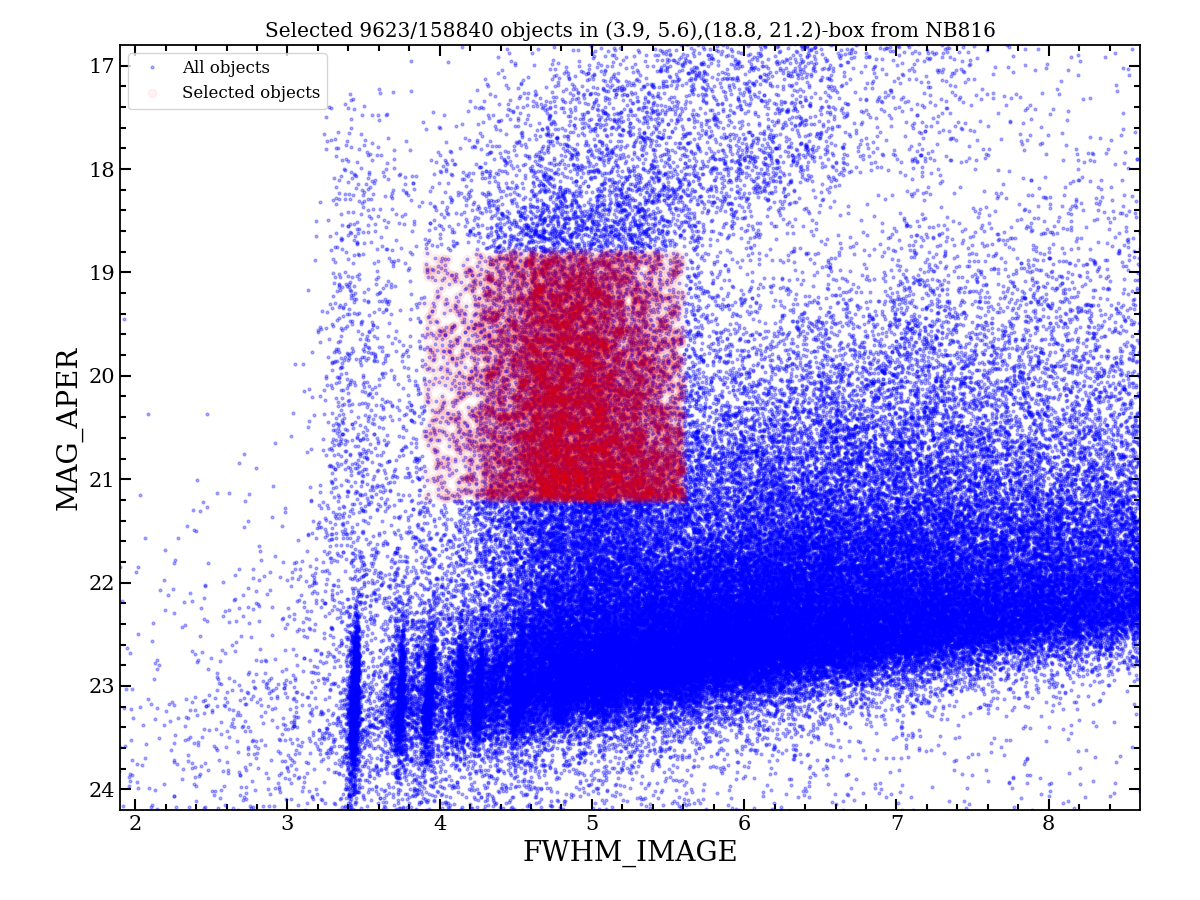 Selected 9623/158840 objects in (3.9, 5.6),(18.8, 21.2)-box from NB816
All objects
Selected objects
17
18
19
20
21
22
23
24
MAG_APER
2 3 4 5 6 7 8
FWHM_IMAGE